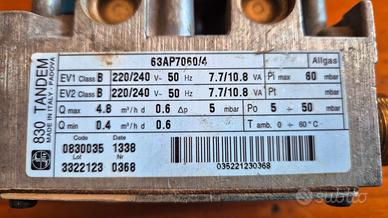 830 TANDEM
MADE IN ITALY - PADOVA
63AP7060/4 Allgas
EV1 Class B 220/240 V~ 50 Hz 7.7/10.8 VA Pi max 60 mbar
EV2 Class B 220/240 V~ 50 Hz 7.7/10.8 VA Pt mbar
Q max 4.8 m³/h d 0.6 Δp 5 mbar Po 5 ÷ 50 mbar
Q min 0.4 m³/h d 0.6 T amb. 0 ÷ 60°C
Code Date
0830035 1338
Lot Nr
3322123 0368
035221230368
Subito